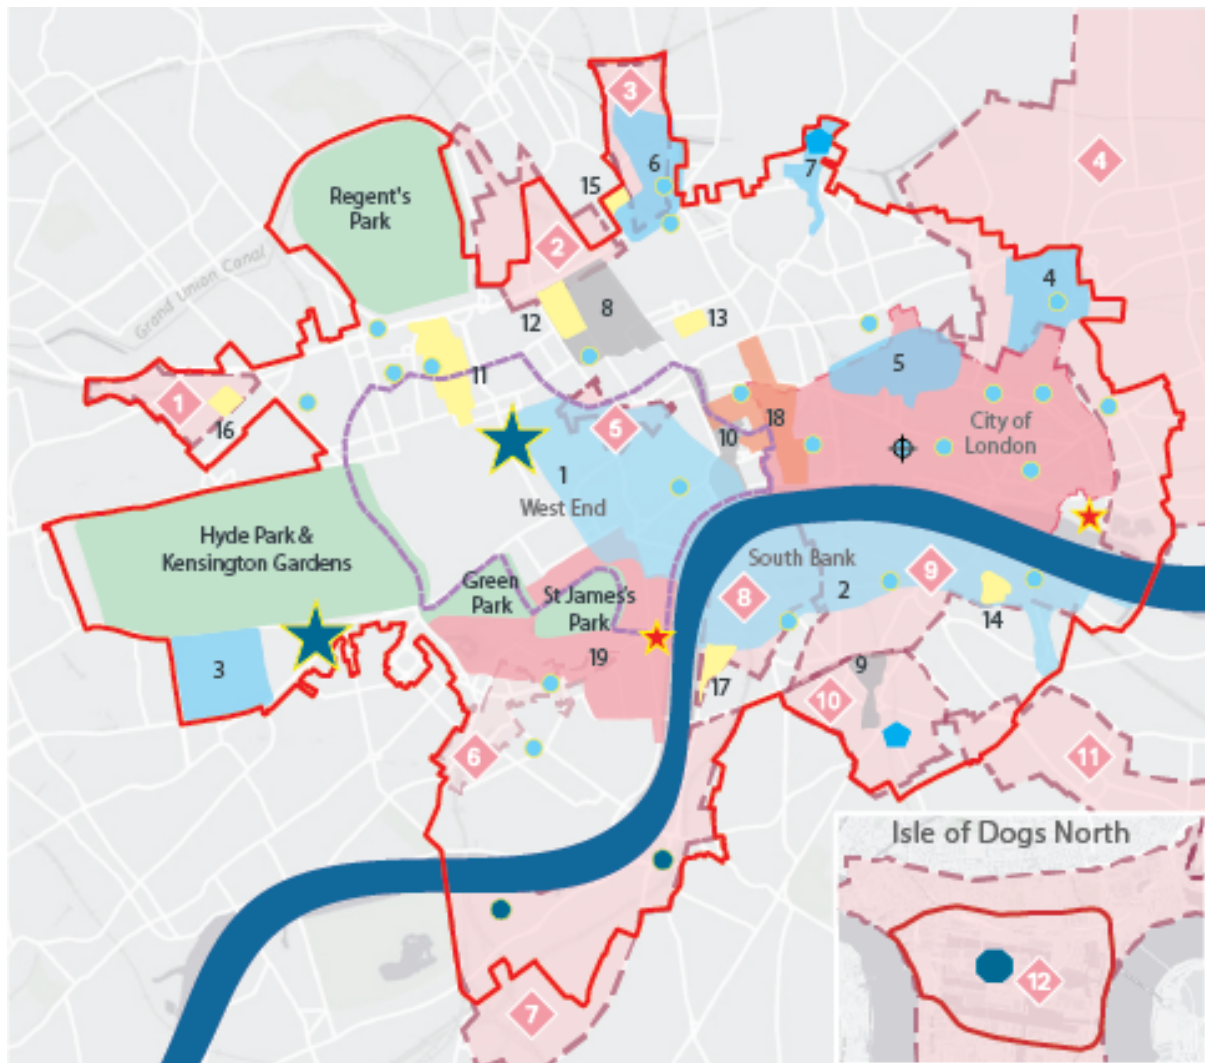 3
4
6
7
15
Regent's
Park
2
Grand Union Canal
4
8
12
13
11
5
1
16
5
18
10
City of
London
1
West End
Hyde Park &
Kensington Gardens
South Bank
Green
Park
St James's
Park
8
9
2
14
3
19
17
9
10
6
11
Isle of Dogs North
12
7